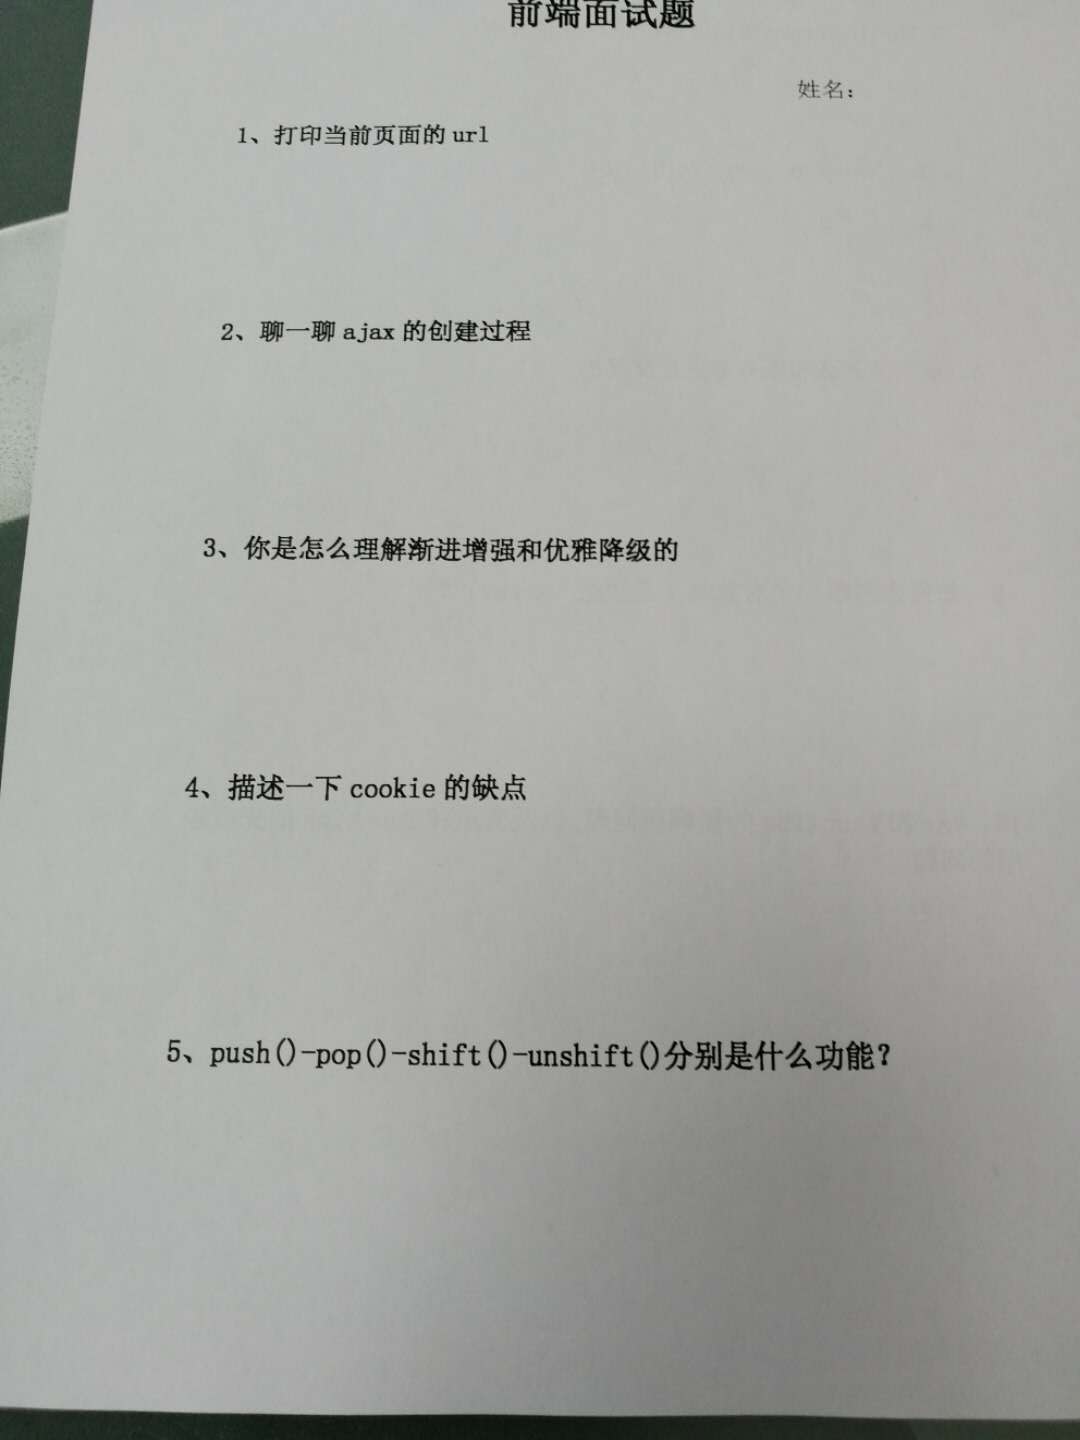 前端面试题
姓名：
1、打印当前页面的 url
2、聊一聊 ajax 的创建过程
3、你是怎么理解渐进增强和优雅降级的
4、描述一下 cookie 的缺点
5、push()-pop()-shift()-unshift()分别是什么功能？